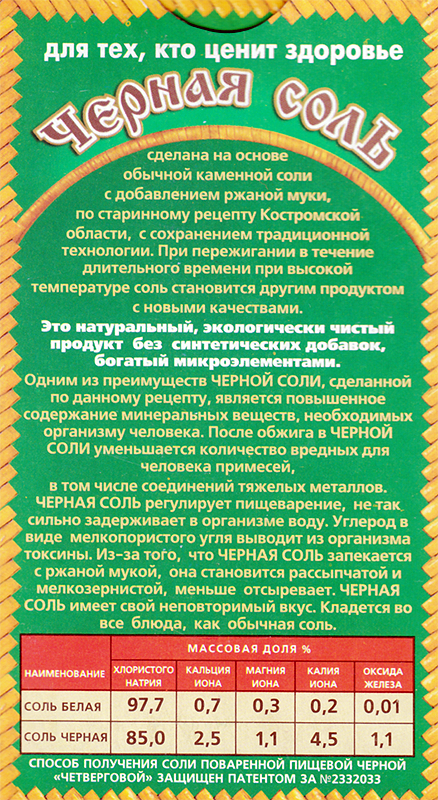 для тех, кто ценит здоровье
Черная соль
сделана на основе
обычной каменной соли
с добавлением ржаной муки,
по старинному рецепту Костромской
области, с сохранением традиционной
технологии. При пережигании в течение
длительного времени при высокой
температуре соль становится другим продуктом
с новыми качествами.
Это натуральный, экологически чистый
продукт без синтетических добавок,
богатый микроэлементами.
Одним из преимуществ ЧЕРНОЙ СОЛИ, сделанной
по данному рецепту, является повышенное
содержание минеральных веществ, необходимых
организму человека. После обжига в ЧЕРНОЙ
СОЛИ уменьшается количество вредных для
человека примесей,
в том числе соединений тяжелых металлов.
ЧЕРНАЯ СОЛЬ регулирует пищеварение, не так
сильно задерживает в организме воду. Углерод в
виде мелкопористого угля выводит из организма
токсины. Из-за того, что ЧЕРНАЯ СОЛЬ запекается
с ржаной мукой, она становится рассыпчатой и
мелкозернистой, меньше отсыревает. ЧЕРНАЯ
СОЛЬ имеет свой неповторимый вкус. Кладется во
все блюда, как обычная соль.
МАССОВАЯ ДОЛЯ %
НАИМЕНОВАНИЕ ХЛОРИСТОГО НАТРИЯ КАЛЬЦИЯ ИОНА МАГНИЯ ИОНА КАЛИЯ ИОНА ОКСИДА ЖЕЛЕЗА
СОЛЬ БЕЛАЯ 97,7 0,7 0,3 0,2 0,01
СОЛЬ ЧЕРНАЯ 85,0 2,5 1,1 4,5 1,1
СПОСОБ ПОЛУЧЕНИЯ СОЛИ ПОВАРЕННОЙ ПИЩЕВОЙ ЧЕРНОЙ
«ЧЕТВЕРГОВОЙ» ЗАЩИЩЕН ПАТЕНТОМ ЗА №2332033